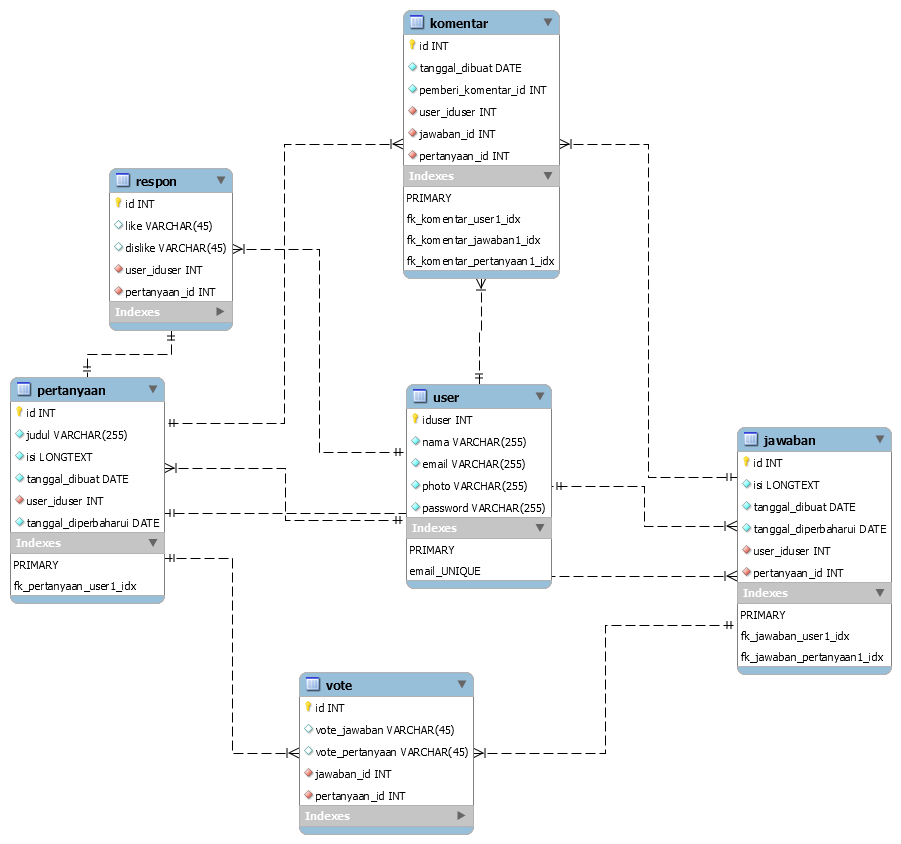 komentar
id INT
tanggal_dibuat DATE
pemberi_komentar_id INT
user_iduser INT
jawaban_id INT
pertanyaan_id INT
Indexes
PRIMARY
fk_komentar_user1_idx
fk_komentar_jawaban1_idx
fk_komentar_pertanyaan1_idx
respon
id INT
like VARCHAR(45)
dislike VARCHAR(45)
user_iduser INT
pertanyaan_id INT
Indexes
pertanyaan
id INT
judul VARCHAR(255)
isi LONGTEXT
tanggal_dibuat DATE
user_iduser INT
tanggal_diperbaharui DATE
Indexes
PRIMARY
fk_pertanyaan_user1_idx
user
iduser INT
nama VARCHAR(255)
email VARCHAR(255)
photo VARCHAR(255)
password VARCHAR(255)
Indexes
PRIMARY
email_UNIQUE
jawaban
id INT
isi LONGTEXT
tanggal_dibuat DATE
tanggal_diperbaharui DATE
user_iduser INT
pertanyaan_id INT
Indexes
PRIMARY
fk_jawaban_user1_idx
fk_jawaban_pertanyaan1_idx
vote
id INT
vote_jawaban VARCHAR(45)
vote_pertanyaan VARCHAR(45)
jawaban_id INT
pertanyaan_id INT
Indexes